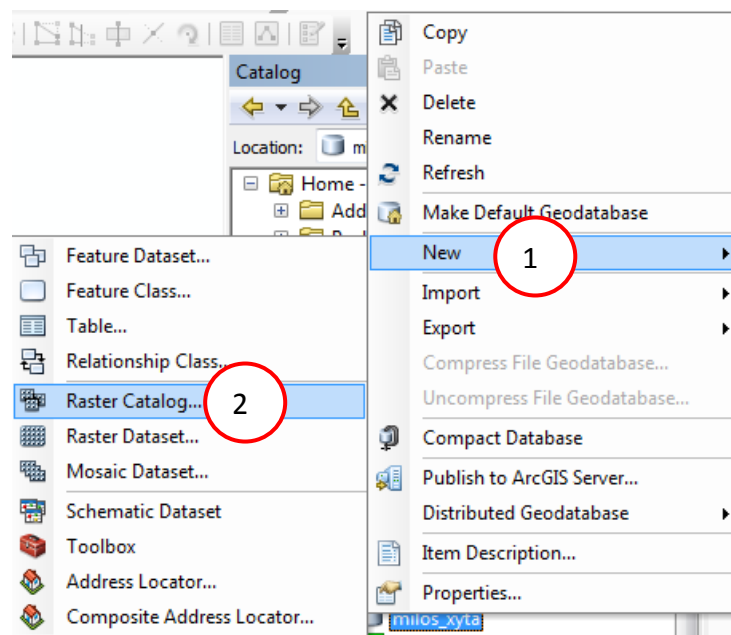 Catalog
Location: m
Home -
Add
Copy
Paste
Delete
Rename
Refresh
Make Default Geodatabase
New
1
Import
Export
Compress File Geodatabase...
Uncompress File Geodatabase...
Compact Database
Publish to ArcGIS Server...
Distributed Geodatabase
Item Description...
Properties...
milos_xyta
Feature Dataset...
Feature Class...
Table...
Relationship Class...
Raster Catalog...
2
Raster Dataset...
Mosaic Dataset...
Schematic Dataset
Toolbox
Address Locator...
Composite Address Locator...